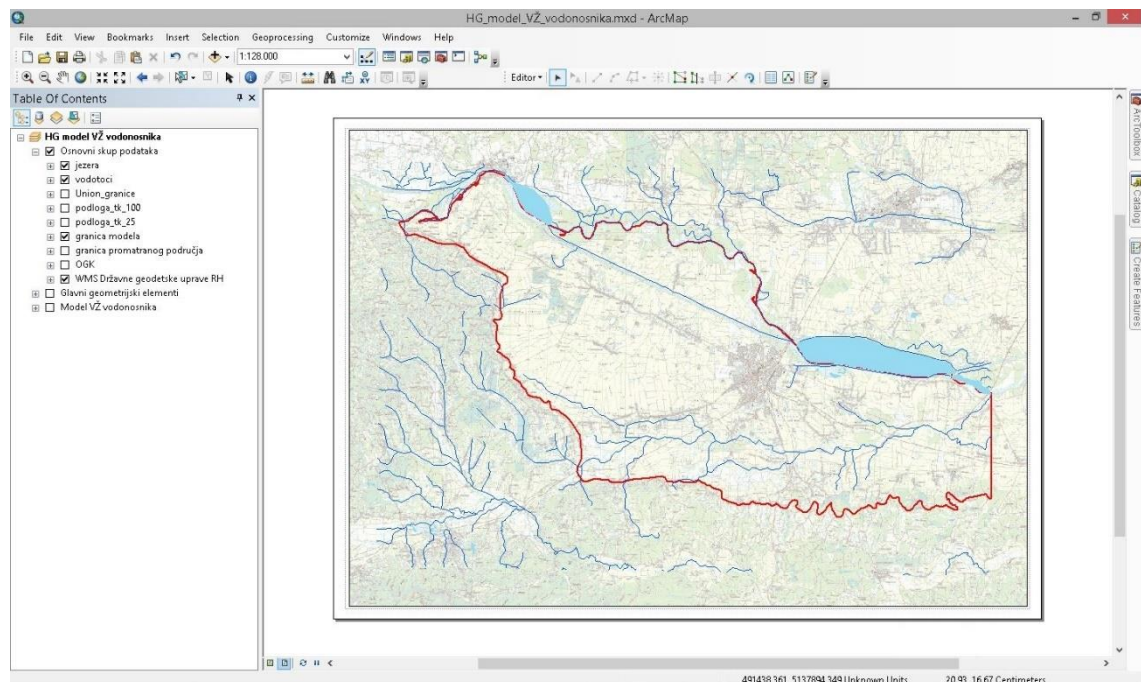 HG_model_VŽ_vodonosnika.mxd - ArcMap
File Edit View Bookmarks Insert Selection Geoprocessing Customize Windows Help
1:128.000
Editor
Table Of Contents
HG model VŽ vodonosnika
Osnovni skup podataka
jezera
vodotoci
Union_granice
podloga_tk_100
podloga_tk_25
granica modela
granica promatranog područja
OGK
WMS Državne geodetske uprave RH
Glavni geometrijski elementi
Model VŽ vodonosnika
ArcToolbox
Catalog
Create Features
491438,361 5137894,349 Unknown Units
20,93 16,67 Centimeters